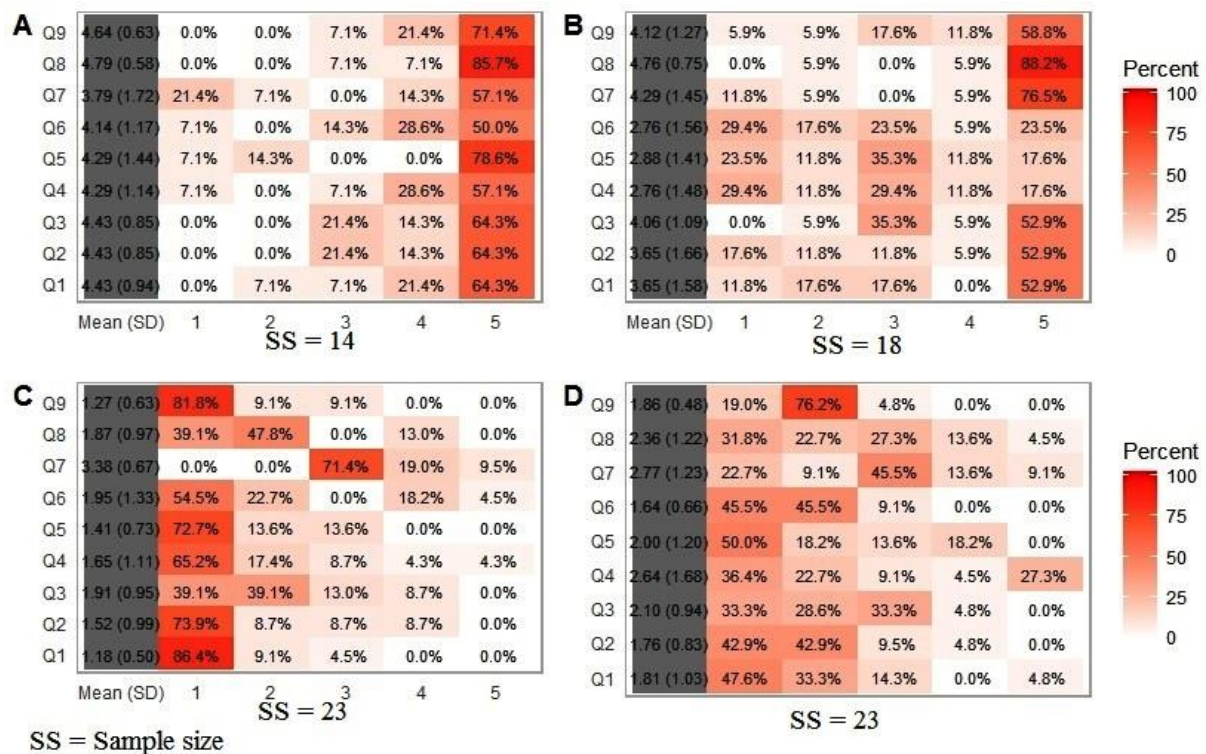 A
Q9 4.64 (0.63) 0.0% 0.0% 7.1% 21.4% 71.4%
Q8 4.79 (0.58) 0.0% 0.0% 7.1% 7.1% 85.7%
Q7 3.79 (1.72) 21.4% 7.1% 0.0% 14.3% 57.1%
Q6 4.14 (1.17) 7.1% 0.0% 14.3% 28.6% 50.0%
Q5 4.29 (1.44) 7.1% 14.3% 0.0% 0.0% 78.6%
Q4 4.29 (1.14) 7.1% 0.0% 7.1% 28.6% 57.1%
Q3 4.43 (0.85) 0.0% 0.0% 21.4% 14.3% 64.3%
Q2 4.43 (0.85) 0.0% 0.0% 21.4% 14.3% 64.3%
Q1 4.43 (0.94) 0.0% 7.1% 7.1% 21.4% 64.3%
Mean (SD) 1 2 3 4 5
SS = 14
B
Q9 4.12 (1.27) 5.9% 5.9% 17.6% 11.8% 58.8%
Q8 4.76 (0.75) 0.0% 5.9% 0.0% 5.9% 88.2%
Q7 4.29 (1.45) 11.8% 5.9% 0.0% 5.9% 76.5%
Q6 2.76 (1.56) 29.4% 17.6% 23.5% 5.9% 23.5%
Q5 2.88 (1.41) 23.5% 11.8% 35.3% 11.8% 17.6%
Q4 2.76 (1.48) 29.4% 11.8% 29.4% 11.8% 17.6%
Q3 4.06 (1.09) 0.0% 5.9% 35.3% 5.9% 52.9%
Q2 3.65 (1.66) 17.6% 11.8% 11.8% 5.9% 52.9%
Q1 3.65 (1.58) 11.8% 17.6% 17.6% 0.0% 52.9%
Mean (SD) 1 2 3 4 5
SS = 18
Percent
100
75
50
25
0
C
Q9 1.27 (0.63) 81.8% 9.1% 9.1% 0.0% 0.0%
Q8 1.87 (0.97) 39.1% 47.8% 0.0% 13.0% 0.0%
Q7 3.38 (0.67) 0.0% 0.0% 71.4% 19.0% 9.5%
Q6 1.95 (1.33) 54.5% 22.7% 0.0% 18.2% 4.5%
Q5 1.41 (0.73) 72.7% 13.6% 13.6% 0.0% 0.0%
Q4 1.65 (1.11) 65.2% 17.4% 8.7% 4.3% 4.3%
Q3 1.91 (0.95) 39.1% 39.1% 13.0% 8.7% 0.0%
Q2 1.52 (0.99) 73.9% 8.7% 8.7% 8.7% 0.0%
Q1 1.18 (0.50) 86.4% 9.1% 4.5% 0.0% 0.0%
Mean (SD) 1 2 3 4 5
SS = 23
D
Q9 1.86 (0.48) 19.0% 76.2% 4.8% 0.0% 0.0%
Q8 2.36 (1.22) 31.8% 22.7% 27.3% 13.6% 4.5%
Q7 2.77 (1.23) 22.7% 9.1% 45.5% 13.6% 9.1%
Q6 1.64 (0.66) 45.5% 45.5% 9.1% 0.0% 0.0%
Q5 2.00 (1.20) 50.0% 18.2% 13.6% 18.2% 0.0%
Q4 2.64 (1.68) 36.4% 22.7% 9.1% 4.5% 27.3%
Q3 2.10 (0.94) 33.3% 28.6% 33.3% 4.8% 0.0%
Q2 1.76 (0.83) 42.9% 42.9% 9.5% 4.8% 0.0%
Q1 1.81 (1.03) 47.6% 33.3% 14.3% 0.0% 4.8%
SS = 23
Percent
100
75
50
25
0
SS = Sample size